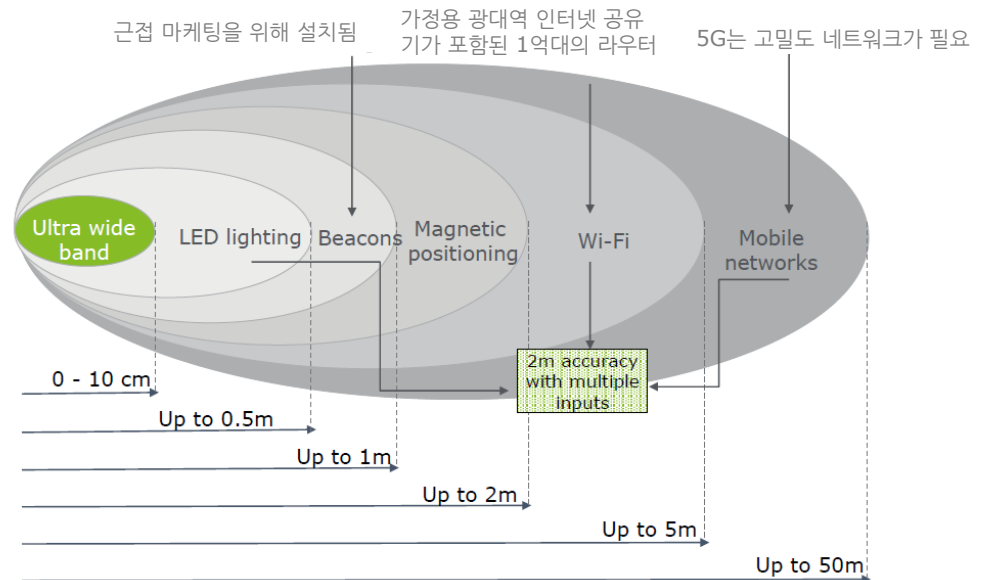 근접 마케팅을 위해 설치됨
가정용 광대역 인터넷 공유
기가 포함된 1억대의 라우터
5G는 고밀도 네트워크가 필요
Ultra wide
band
LED lighting
Beacons
Magnetic
positioning
Wi-Fi
Mobile
networks
2m accuracy
with multiple
inputs
0 - 10 cm
Up to 0.5m
Up to 1m
Up to 2m
Up to 5m
Up to 50m